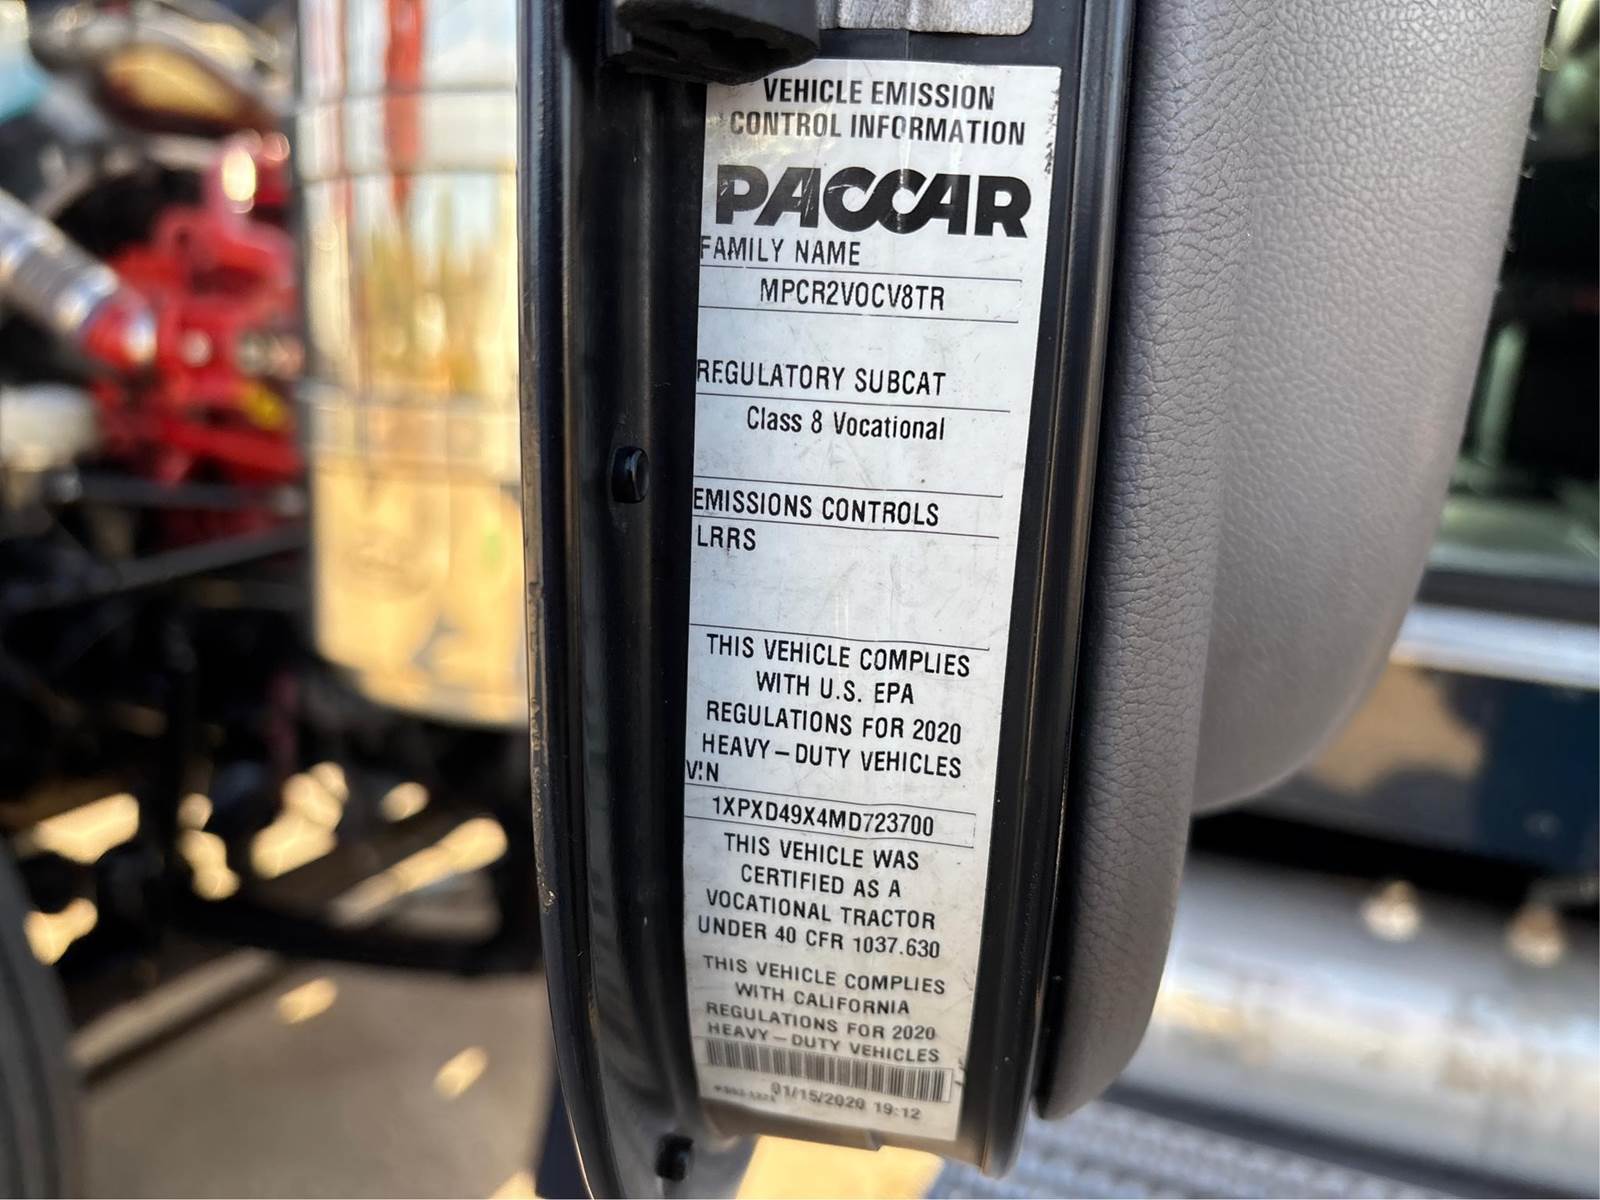 VEHICLE EMISSION
CONTROL INFORMATION
PACCAR
FAMILY NAME
MPCR2VOCV8TR
REGULATORY SUBCAT
Class 8 Vocational
EMISSIONS CONTROLS
LRRS
THIS VEHICLE COMPLIES
WITH U.S. EPA
REGULATIONS FOR 2020
HEAVY-DUTY VEHICLES
VIN
1XPXD49X4MD723700
THIS VEHICLE WAS
CERTIFIED AS A
VOCATIONAL TRACTOR
UNDER 40 CFR 1037.630
THIS VEHICLE COMPLIES
WITH CALIFORNIA
REGULATIONS FOR 2020
HEAVY-DUTY VEHICLES
01/15/2020 19:12